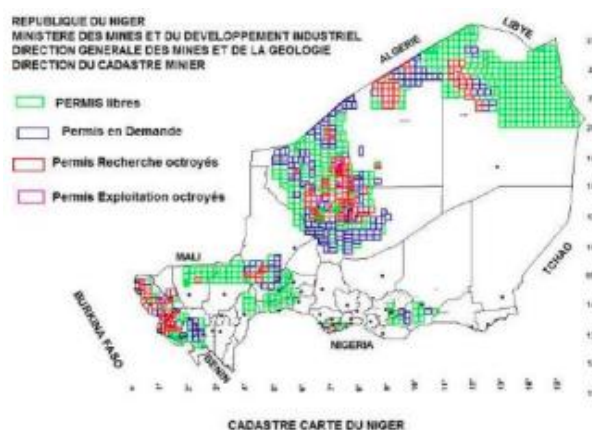 REPUBLIQUE DU NIGER
MINISTERE DES MINES ET DU DEVELOPPEMENT INDUSTRIEL
DIRECTION GENERALE DES MINES ET DE LA GEOLOGIE
DIRECTION DU CADASTRE MINIER
PERMIS libres
Permis en Demande
Permis Recherche octroyés
Permis Exploitation octroyés
LIBYE
ALGERIE
MALI
TCHAD
BURKINA FASO
BENIN
NIGERIA
CADASTRE CARTE DU NIGER